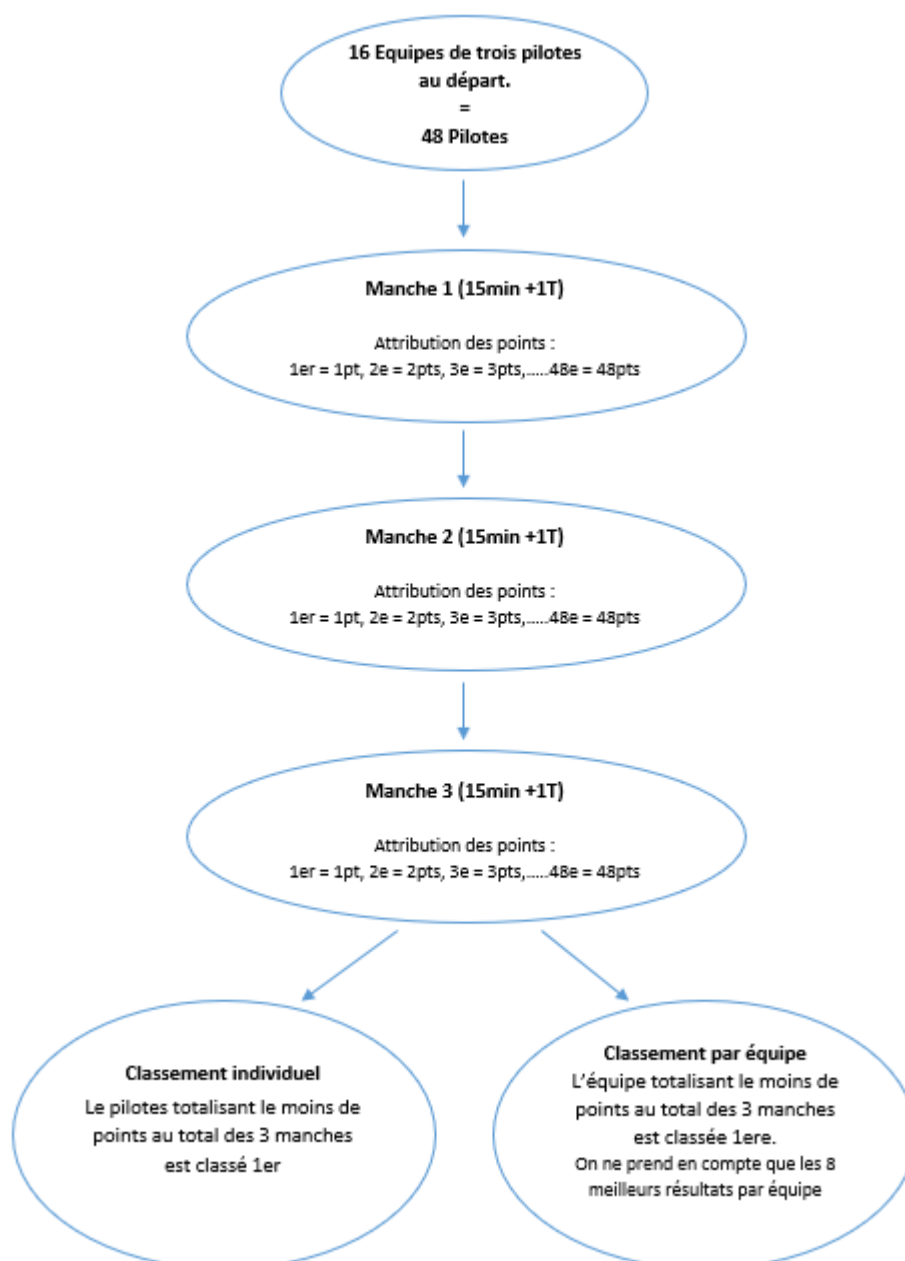 16 Equipes de trois pilotes
au départ.
=
48 Pilotes
Manche 1 (15min +1T)
Attribution des points :
1er = 1pt, 2e = 2pts, 3e = 3pts,.....48e = 48pts
Manche 2 (15min +1T)
Attribution des points :
1er = 1pt, 2e = 2pts, 3e = 3pts,.....48e = 48pts
Manche 3 (15min +1T)
Attribution des points :
1er = 1pt, 2e = 2pts, 3e = 3pts,.....48e = 48pts
Classement individuel
Le pilotes totalisant le moins de
points au total des 3 manches
est classé 1er
Classement par équipe
L’équipe totalisant le moins de
points au total des 3 manches
est classée 1ere.
On ne prend en compte que les 8
meilleurs résultats par équipe